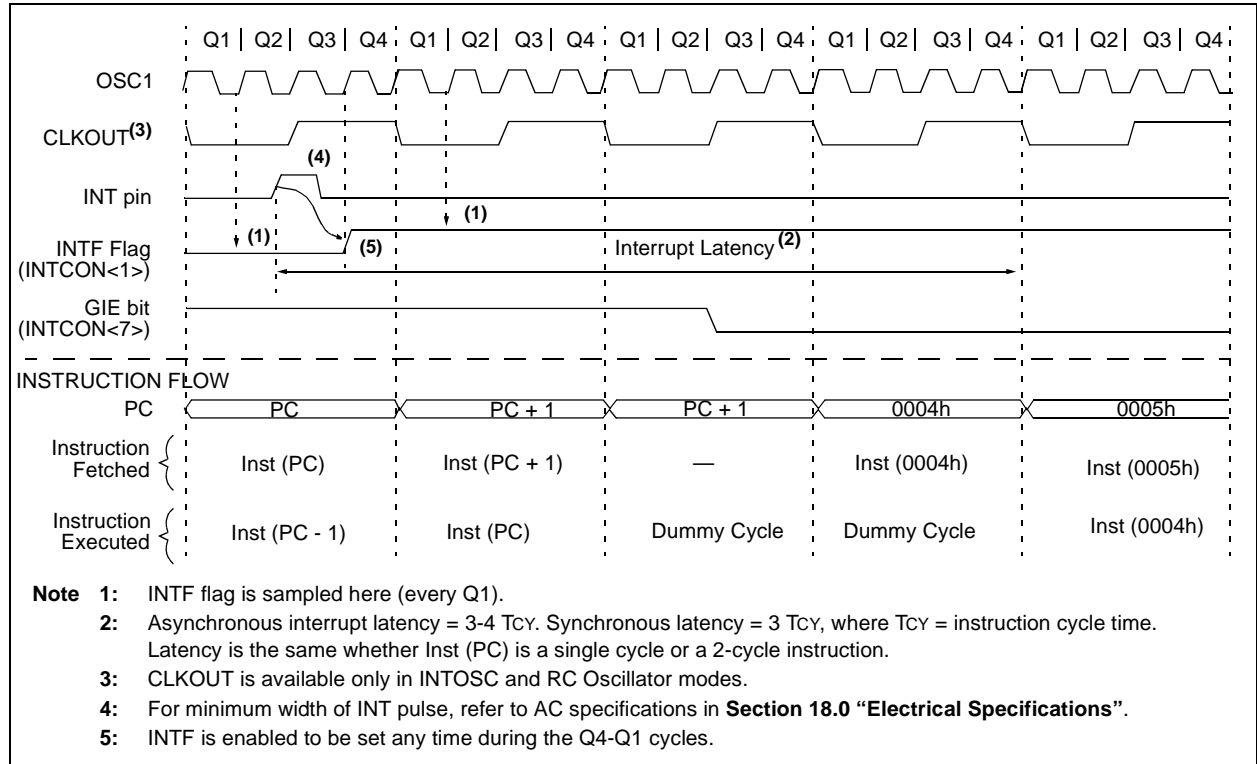 Q1 Q2 Q3 Q4 Q1 Q2 Q3 Q4 Q1 Q2 Q3 Q4 Q1 Q2 Q3 Q4 Q1 Q2 Q3 Q4
OSC1
CLKOUT(3)
(4)
INT pin
(1)
(1)
INTF Flag
(INTCON<1>)
(5)
Interrupt Latency(2)
GIE bit
(INTCON<7>)
INSTRUCTION FLOW
PC PC PC + 1 PC + 1 0004h 0005h
Instruction
Fetched
Inst (PC) Inst (PC + 1) — Inst (0004h) Inst (0005h)
Instruction
Executed
Inst (PC - 1) Inst (PC) Dummy Cycle Dummy Cycle Inst (0004h)
Note 1: INTF flag is sampled here (every Q1).
2: Asynchronous interrupt latency = 3-4 TCY. Synchronous latency = 3 TCY, where TCY = instruction cycle time.
Latency is the same whether Inst (PC) is a single cycle or a 2-cycle instruction.
3: CLKOUT is available only in INTOSC and RC Oscillator modes.
4: For minimum width of INT pulse, refer to AC specifications in Section 18.0 “Electrical Specifications”.
5: INTF is enabled to be set any time during the Q4-Q1 cycles.